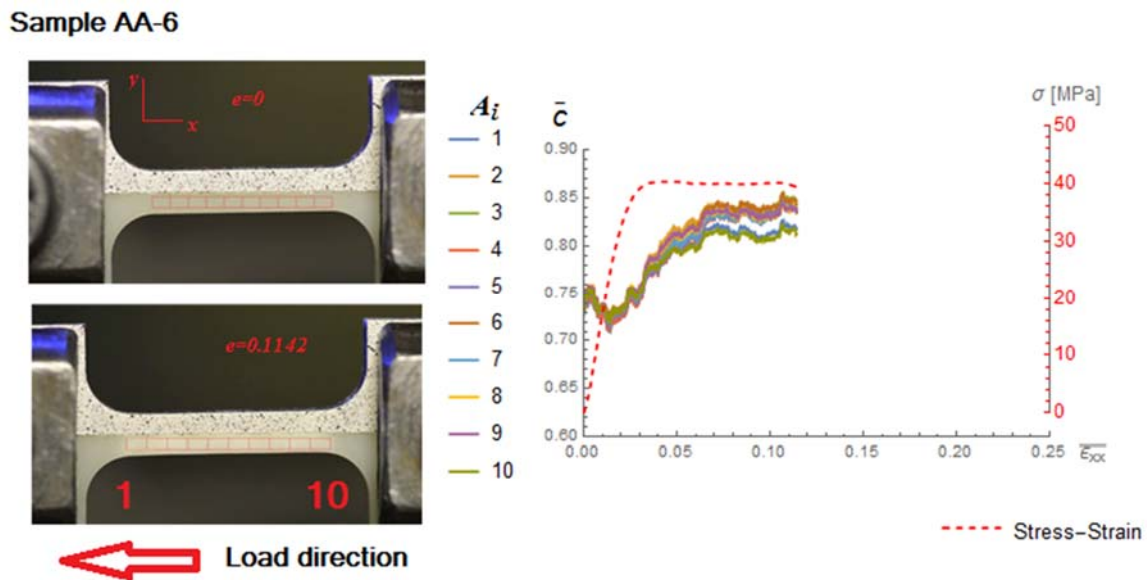 Sample AA-6
y
x
e=0
e=0.1142
1
10
Load direction
A_i
1
2
3
4
5
6
7
8
9
10
c̄
0.90
0.85
0.80
0.75
0.70
0.65
0.60
0.00
0.05
0.10
0.15
0.20
0.25
ε̅x̅x̅
σ [MPa]
50
40
30
20
10
0
Stress–Strain